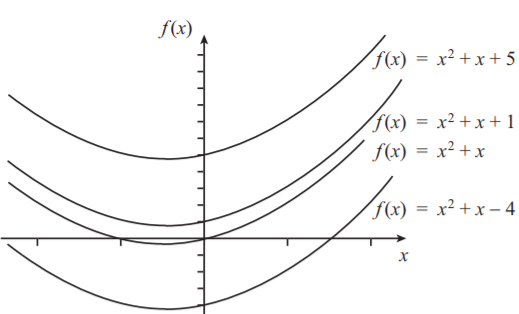 f(x)
f(x) = x² + x + 5
f(x) = x² + x + 1
f(x) = x² + x
f(x) = x² + x – 4
x